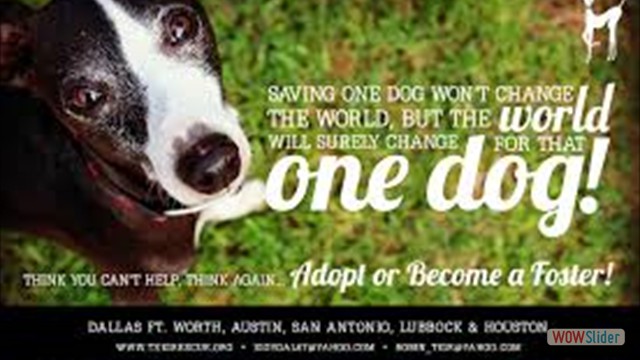 SAVING ONE DOG WON'T CHANGE
THE WORLD, BUT THE world
WILL SURELY CHANGE FOR THAT
one dog!
THINK YOU CAN'T HELP, THINK AGAIN... Adopt or Become a Foster!
DALLAS FT. WORTH, AUSTIN, SAN ANTONIO, LUBBOCK & HOUSTON
WOWSlider